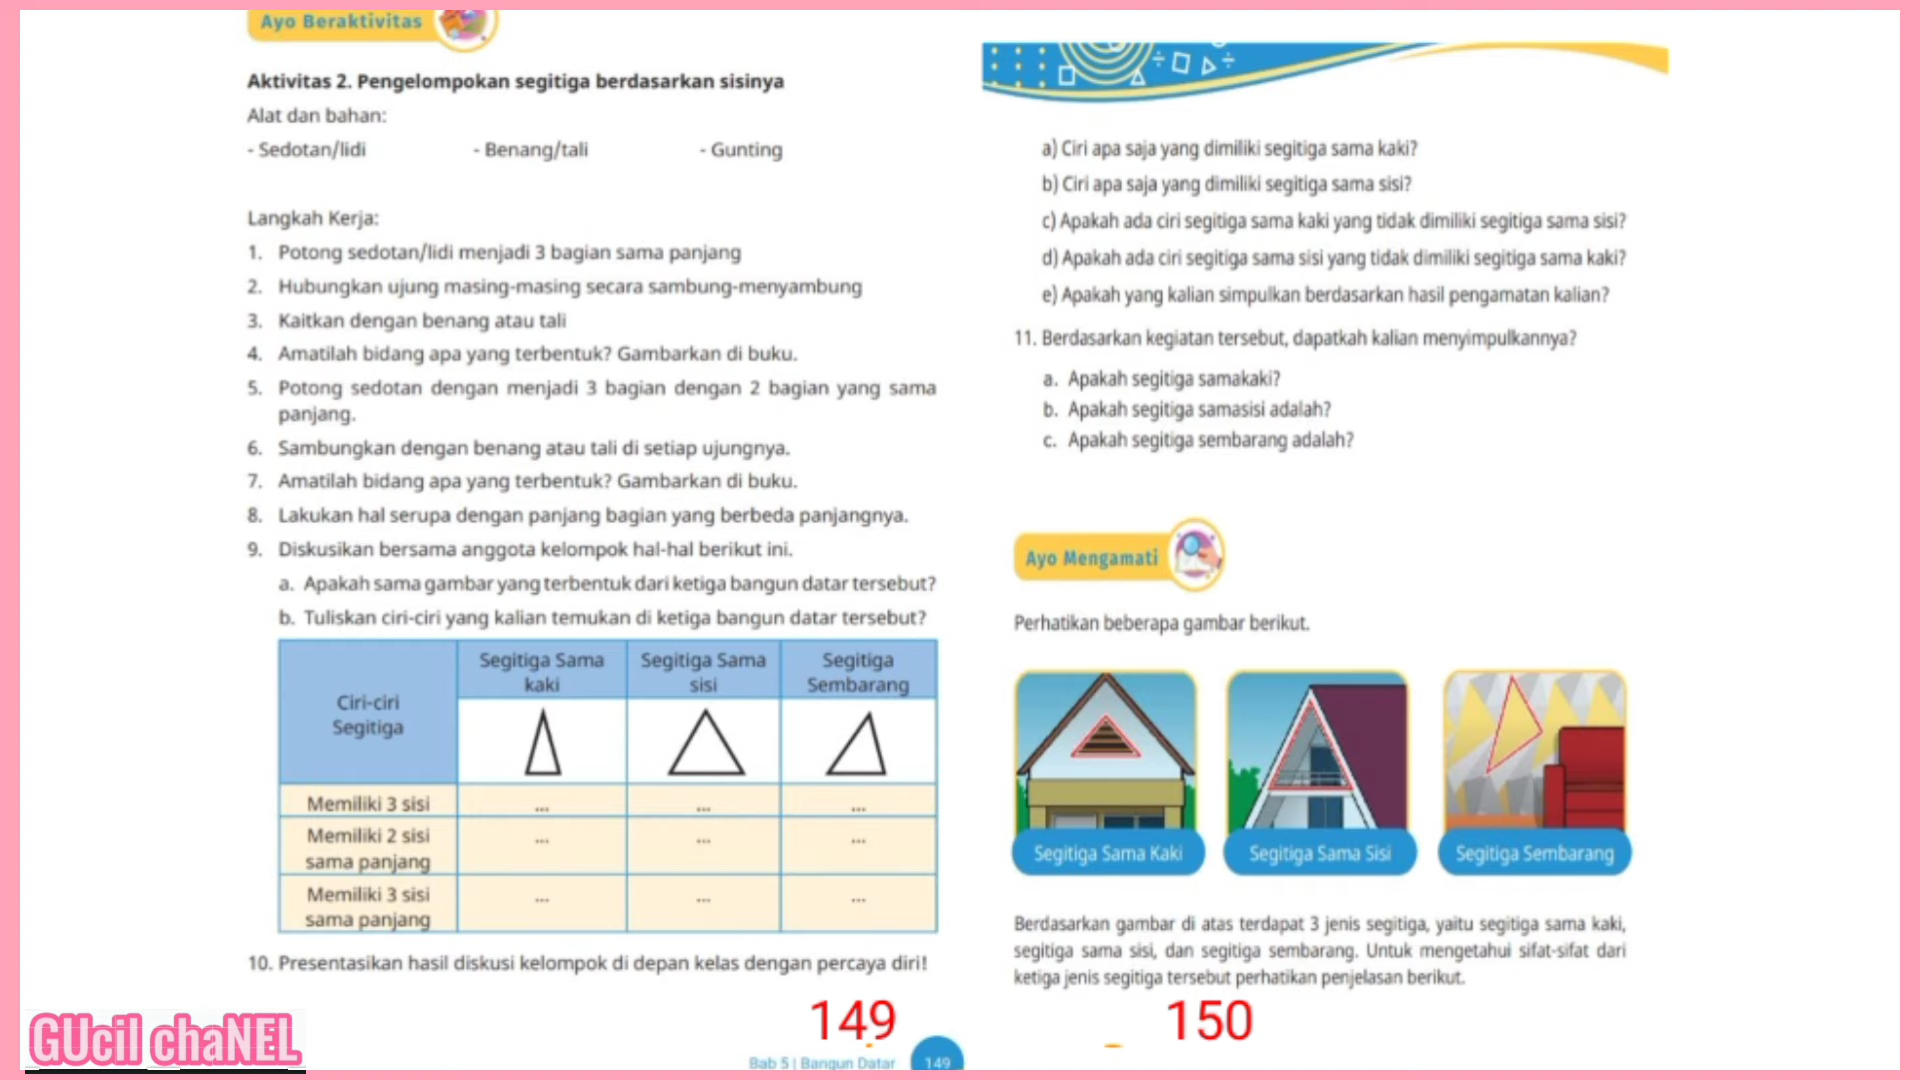 Ayo Beraktivitas
Aktivitas 2. Pengelompokan segitiga berdasarkan sisinya
Alat dan bahan:
- Sedotan/lidi - Benang/tali - Gunting
Langkah Kerja:
1. Potong sedotan/lidi menjadi 3 bagian sama panjang
2. Hubungkan ujung masing-masing secara sambung-menyambung
3. Kaitkan dengan benang atau tali
4. Amatilah bidang apa yang terbentuk? Gambarkan di buku.
5. Potong sedotan dengan menjadi 3 bagian dengan 2 bagian yang sama
panjang.
6. Sambungkan dengan benang atau tali di setiap ujungnya.
7. Amatilah bidang apa yang terbentuk? Gambarkan di buku.
8. Lakukan hal serupa dengan panjang bagian yang berbeda panjangnya.
9. Diskusikan bersama anggota kelompok hal-hal berikut ini.
a. Apakah sama gambar yang terbentuk dari ketiga bangun datar tersebut?
b. Tuliskan ciri-ciri yang kalian temukan di ketiga bangun datar tersebut?
Ciri-ciri
Segitiga
Segitiga Sama
kaki
Segitiga Sama
sisi
Segitiga
Sembarang
Memiliki 3 sisi ... ... ...
Memiliki 2 sisi
sama panjang
... ... ...
Memiliki 3 sisi
sama panjang
... ... ...
10. Presentasikan hasil diskusi kelompok di depan kelas dengan percaya diri!
149
Bab 5 | Bangun Datar 149
GUcil chaNEL
a) Ciri apa saja yang dimiliki segitiga sama kaki?
b) Ciri apa saja yang dimiliki segitiga sama sisi?
c) Apakah ada ciri segitiga sama kaki yang tidak dimiliki segitiga sama sisi?
d) Apakah ada ciri segitiga sama sisi yang tidak dimiliki segitiga sama kaki?
e) Apakah yang kalian simpulkan berdasarkan hasil pengamatan kalian?
11. Berdasarkan kegiatan tersebut, dapatkah kalian menyimpulkannya?
a. Apakah segitiga samakaki?
b. Apakah segitiga samasisi adalah?
c. Apakah segitiga sembarang adalah?
Ayo Mengamati
Perhatikan beberapa gambar berikut.
Segitiga Sama Kaki
Segitiga Sama Sisi
Segitiga Sembarang
Berdasarkan gambar di atas terdapat 3 jenis segitiga, yaitu segitiga sama kaki,
segitiga sama sisi, dan segitiga sembarang. Untuk mengetahui sifat-sifat dari
ketiga jenis segitiga tersebut perhatikan penjelasan berikut.
150